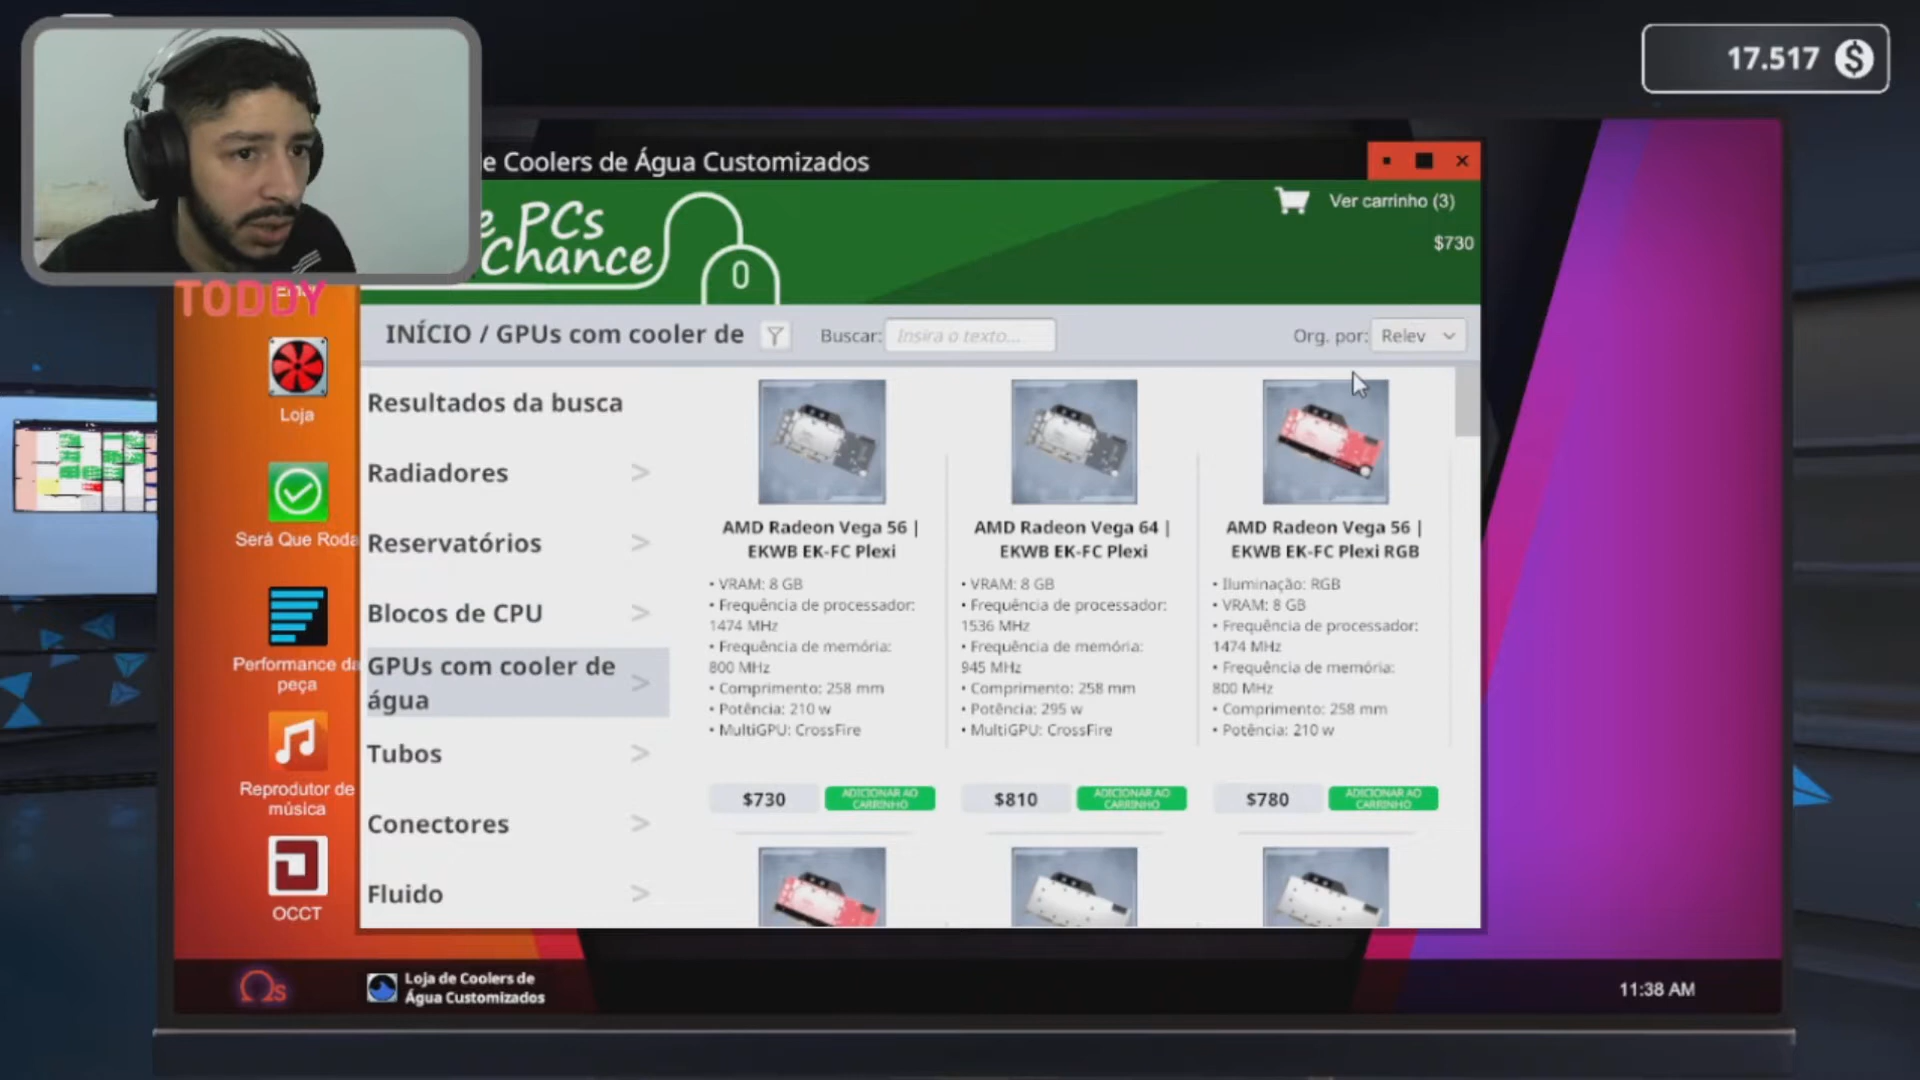 17.517 $
e Coolers de Água Customizados
e PCs
Chance
Ver carrinho (3)
$730
TODDY
INÍCIO / GPUs com cooler de
Buscar:
Insira o texto...
Org. por:
Relev
Loja
Será Que Roda
Performance da
peça
Reprodutor de
música
OCCT
Resultados da busca
Radiadores >
Reservatórios >
Blocos de CPU >
GPUs com cooler de
água >
Tubos >
Conectores >
Fluido >
AMD Radeon Vega 56 |
EKWB EK-FC Plexi
• VRAM: 8 GB
• Frequência de processador:
1474 MHz
• Frequência de memória:
800 MHz
• Comprimento: 258 mm
• Potência: 210 w
• MultiGPU: CrossFire
$730
ADICIONAR AO
CARRINHO
AMD Radeon Vega 64 |
EKWB EK-FC Plexi
• VRAM: 8 GB
• Frequência de processador:
1536 MHz
• Frequência de memória:
945 MHz
• Comprimento: 258 mm
• Potência: 295 w
• MultiGPU: CrossFire
$810
ADICIONAR AO
CARRINHO
AMD Radeon Vega 56 |
EKWB EK-FC Plexi RGB
• Iluminação: RGB
• VRAM: 8 GB
• Frequência de processador:
1474 MHz
• Frequência de memória:
800 MHz
• Comprimento: 258 mm
• Potência: 210 w
$780
ADICIONAR AO
CARRINHO
Ωs
Loja de Coolers de
Água Customizados
11:38 AM